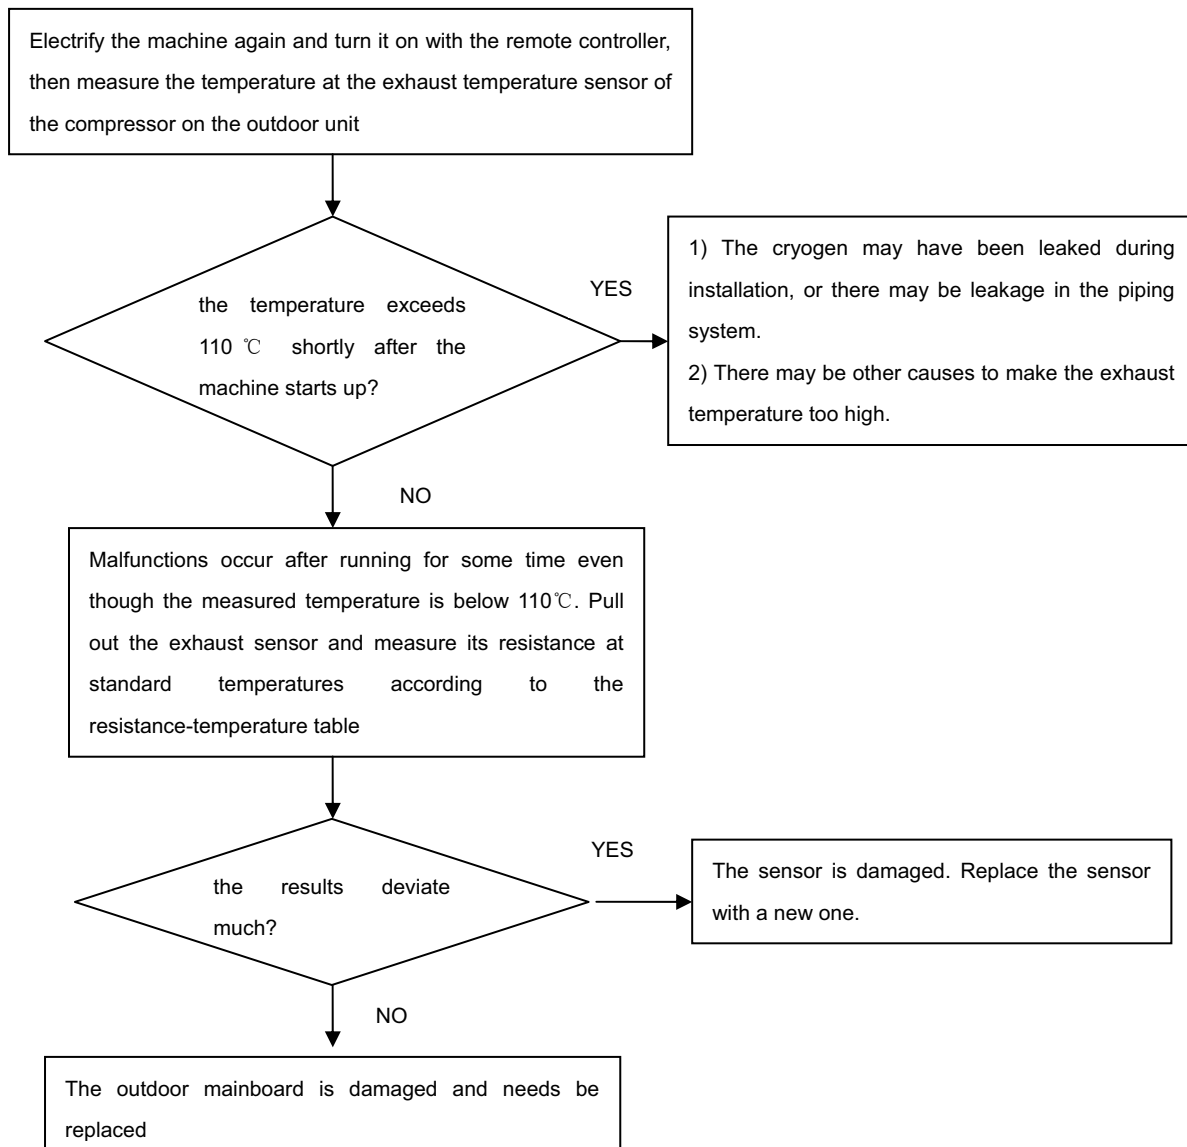 Electrify the machine again and turn it on with the remote controller,
then measure the temperature at the exhaust temperature sensor of
the compressor on the outdoor unit
the temperature exceeds
110 ℃ shortly after the
machine starts up?
YES
1) The cryogen may have been leaked during
installation, or there may be leakage in the piping
system.
2) There may be other causes to make the exhaust
temperature too high.
NO
Malfunctions occur after running for some time even
though the measured temperature is below 110℃. Pull
out the exhaust sensor and measure its resistance at
standard temperatures according to the
resistance-temperature table
the results deviate
much?
YES
The sensor is damaged. Replace the sensor
with a new one.
NO
The outdoor mainboard is damaged and needs be
replaced